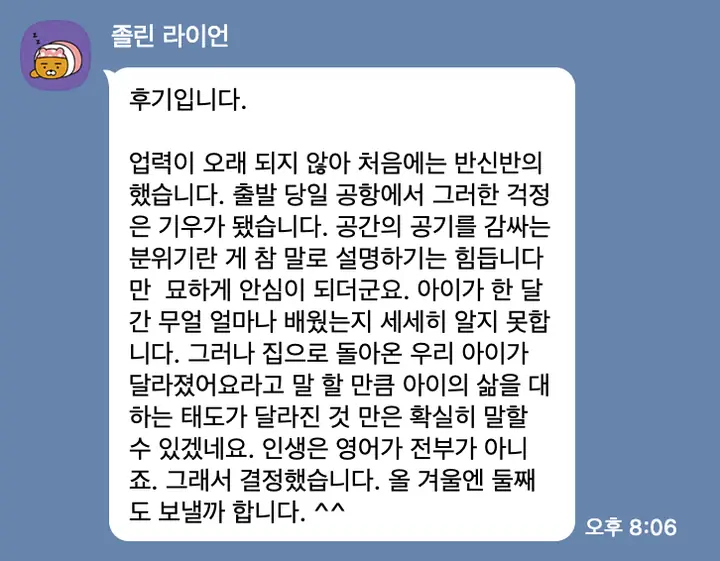 졸린 라이언
후기입니다.
업력이 오래 되지 않아 처음에는 반신반의
했습니다. 출발 당일 공항에서 그러한 걱정
은 기우가 됐습니다. 공간의 공기를 감싸는
분위기란 게 참 말로 설명하기는 힘듭니다
만  묘하게 안심이 되더군요. 아이가 한 달
간 무얼 얼마나 배웠는지 세세히 알지 못합
니다. 그러나 집으로 돌아온 우리 아이가
달라졌어요라고 말 할 만큼 아이의 삶을 대
하는 태도가 달라진 것 만은 확실히 말할
수 있겠네요. 인생은 영어가 전부가 아니
죠. 그래서 결정했습니다. 올 겨울엔 둘째
도 보낼까 합니다. ^^
오후 8:06